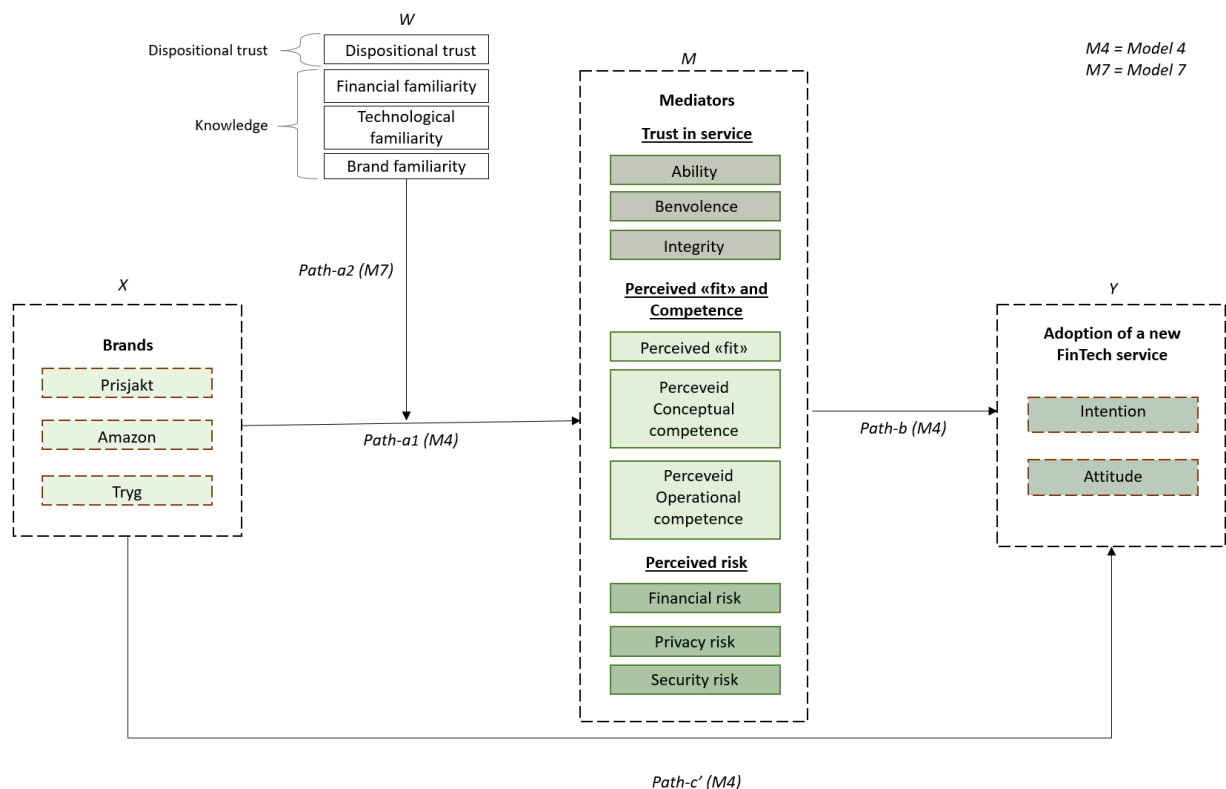 W
Dispositional trust
Dispositional trust
Financial familiarity
Knowledge
Technological
familiarity
Brand familiarity
M4 = Model 4
M7 = Model 7
Path-a2 (M7)
X
Brands
Prisjakt
Amazon
Tryg
Path-a1 (M4)
M
Mediators
Trust in service
Ability
Benvolence
Integrity
Perceived «fit» and
Competence
Perceived «fit»
Perceveid
Conceptual
competence
Perceveid
Operational
competence
Perceived risk
Financial risk
Privacy risk
Security risk
Path-b (M4)
Y
Adoption of a new
FinTech service
Intention
Attitude
Path-c’ (M4)